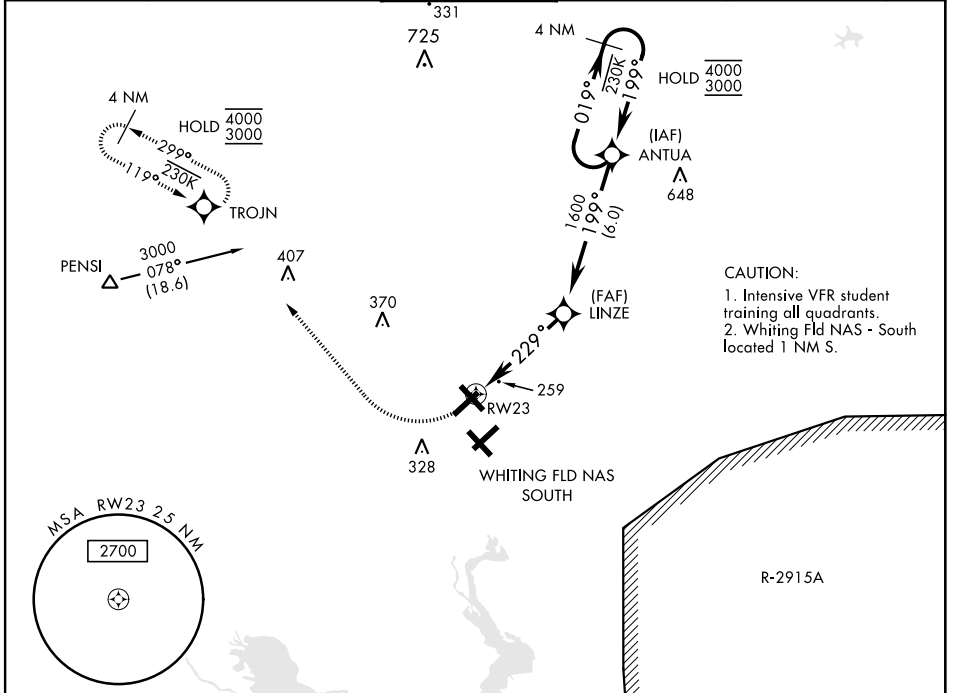 331
725
4 NM
HOLD 4000
3000
230K
019°
199°
(IAF)
ANTUA
648
4 NM
HOLD 4000
3000
299°
119°
230K
TROJN
1600
199°
(6.0)
PENSI
3000
078°
(18.6)
407
370
(FAF)
LINZE
229°
259
RW23
328
WHITING FLD NAS
SOUTH
CAUTION:
1. Intensive VFR student
training all quadrants.
2. Whiting Fld NAS - South
located 1 NM S.
MSA RW23 25 NM
2700
R-2915A